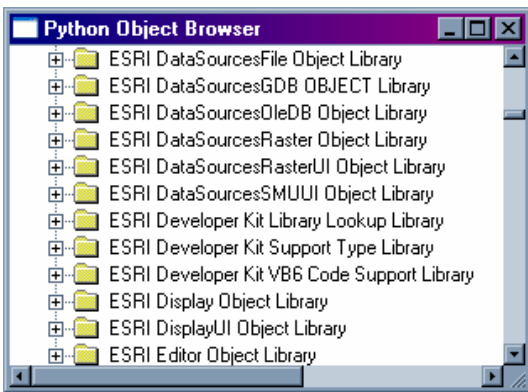 Python Object Browser
ESRI DataSourcesFile Object Library
ESRI DataSourcesGDB OBJECT Library
ESRI DataSourcesOleDB Object Library
ESRI DataSourcesRaster Object Library
ESRI DataSourcesRasterUI Object Library
ESRI DataSourcesSMUUI Object Library
ESRI Developer Kit Library Lookup Library
ESRI Developer Kit Support Type Library
ESRI Developer Kit VB6 Code Support Library
ESRI Display Object Library
ESRI DisplayUI Object Library
ESRI Editor Object Library